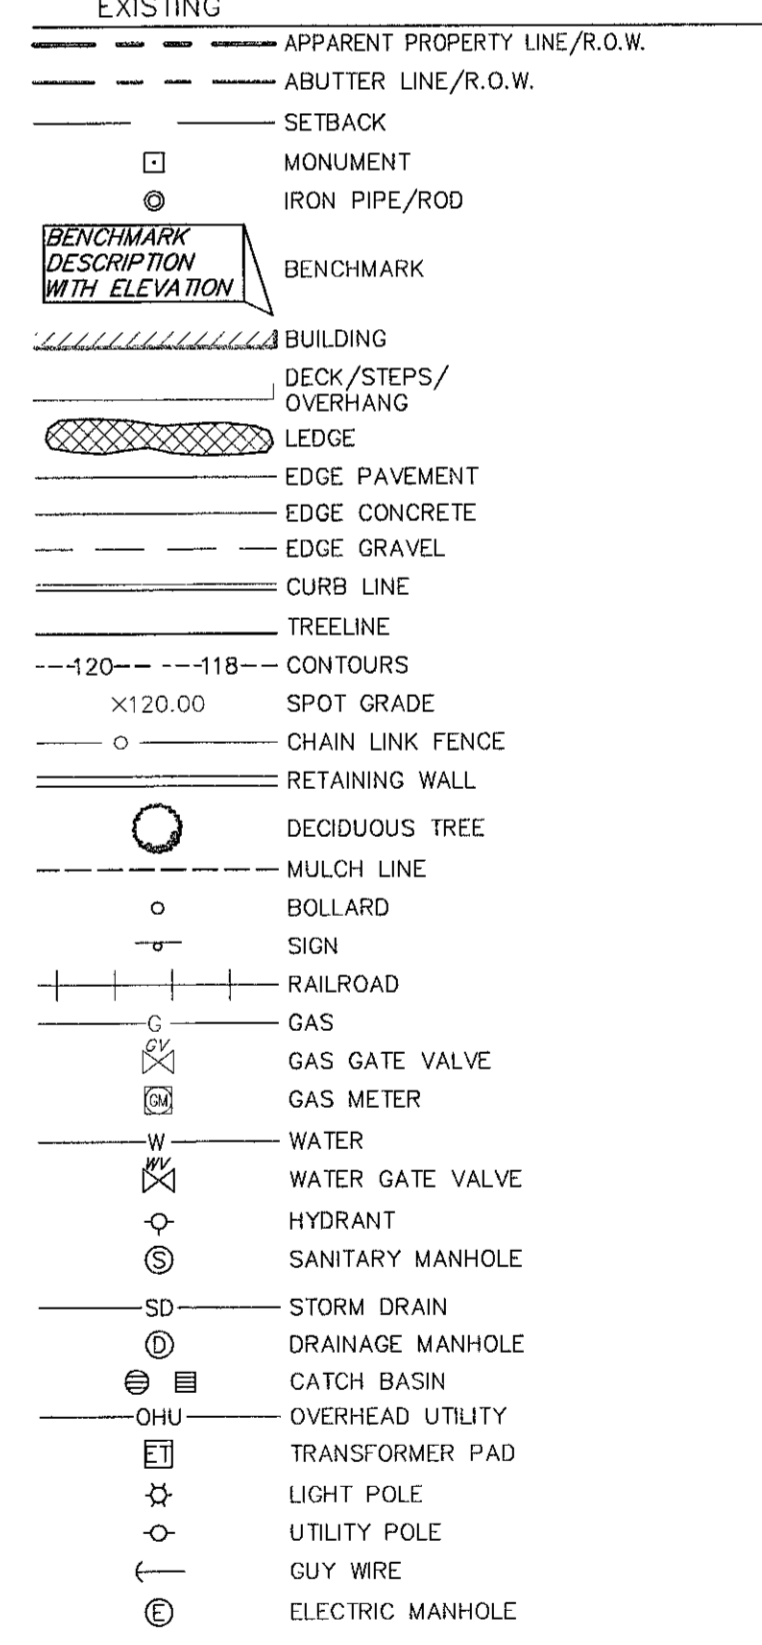 EXISTING
APPARENT PROPERTY LINE/R.O.W.
ABUTTER LINE/R.O.W.
SETBACK
MONUMENT
IRON PIPE/ROD
BENCHMARK
DESCRIPTION
WITH ELEVATION
BENCHMARK
BUILDING
DECK/STEPS/
OVERHANG
LEDGE
EDGE PAVEMENT
EDGE CONCRETE
EDGE GRAVEL
CURB LINE
TREELINE
120 118 CONTOURS
X120.00 SPOT GRADE
CHAIN LINK FENCE
RETAINING WALL
DECIDUOUS TREE
MULCH LINE
BOLLARD
SIGN
RAILROAD
G GAS
GV GAS GATE VALVE
GM GAS METER
W WATER
WV WATER GATE VALVE
HYDRANT
S SANITARY MANHOLE
SD STORM DRAIN
D DRAINAGE MANHOLE
CATCH BASIN
OHU OVERHEAD UTILITY
ET TRANSFORMER PAD
LIGHT POLE
UTILITY POLE
GUY WIRE
E ELECTRIC MANHOLE